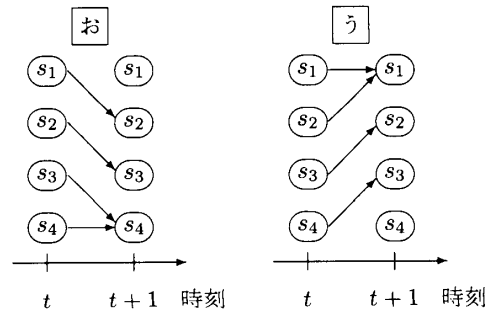 お
う
s₁ s₁ s₁ s₁
s₂ s₂ s₂ s₂
s₃ s₃ s₃ s₃
s₄ s₄ s₄ s₄
t t + 1 時刻 t t + 1 時刻